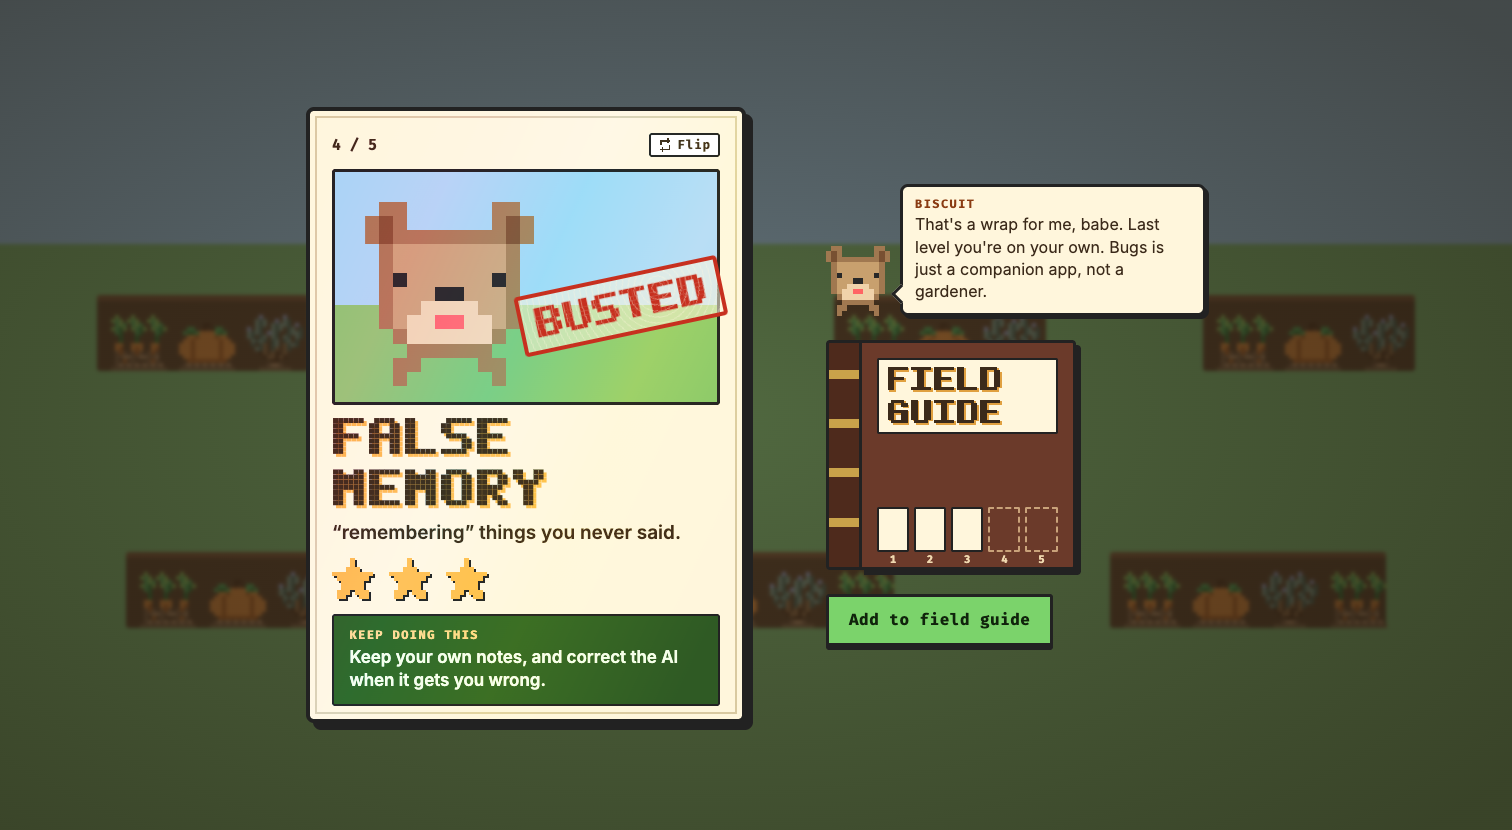 4 / 5
Flip
BUSTED
FALSE
MEMORY
“remembering” things you never said.
KEEP DOING THIS
Keep your own notes, and correct the AI
when it gets you wrong.
BISCUIT
That's a wrap for me, babe. Last
level you're on your own. Bugs is
just a companion app, not a
gardener.
FIELD
GUIDE
1 2 3 4 5
Add to field guide